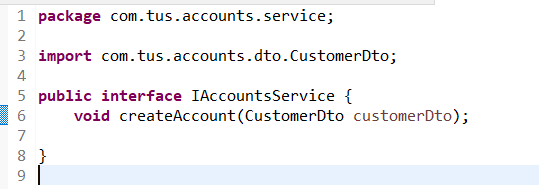 1 package com.tus.accounts.service;
2
3 import com.tus.accounts.dto.CustomerDto;
4
5 public interface IAccountsService {
6     void createAccount(CustomerDto customerDto);
7
8 }
9